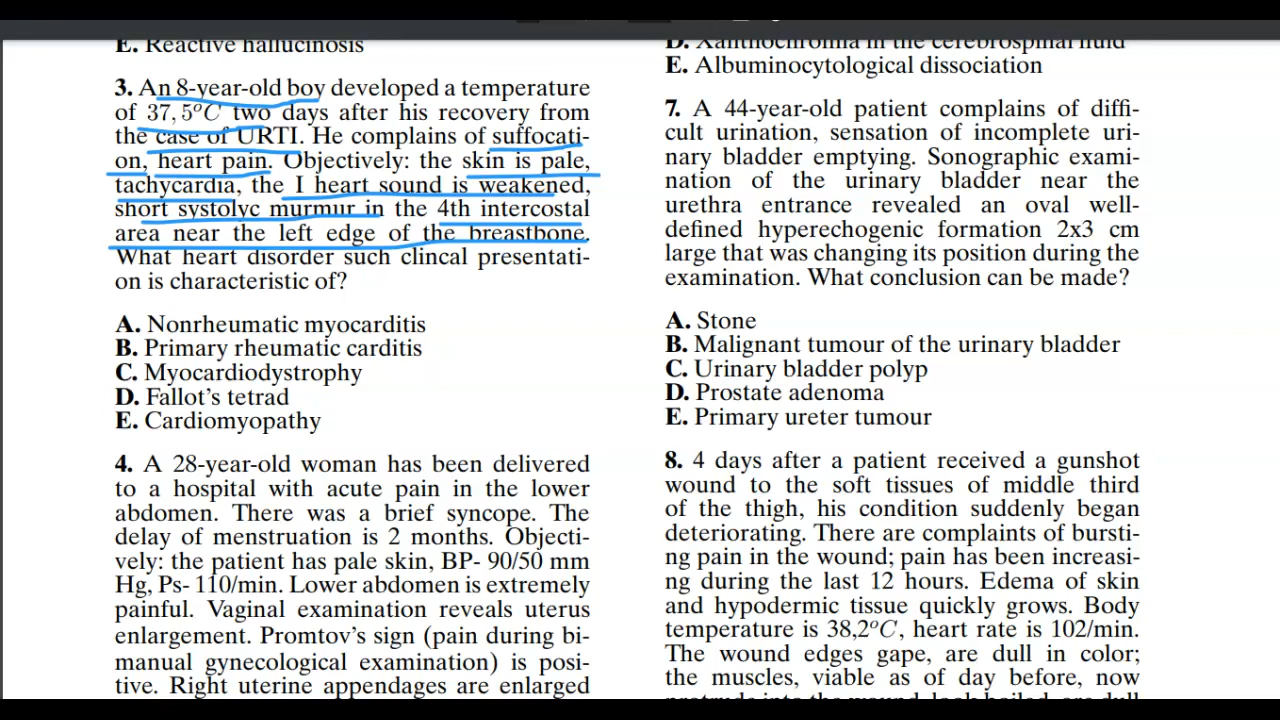 E. Reactive hallucinosis
3. An 8-year-old boy developed a temperature
of 37, 5°C two days after his recovery from
the case of URTI. He complains of suffocati-
on, heart pain. Objectively: the skin is pale,
tachycardia, the I heart sound is weakened,
short systolyc murmur in the 4th intercostal
area near the left edge of the breastbone.
What heart disorder such clincal presentati-
on is characteristic of?
A. Nonrheumatic myocarditis
B. Primary rheumatic carditis
C. Myocardiodystrophy
D. Fallot's tetrad
E. Cardiomyopathy
4. A 28-year-old woman has been delivered
to a hospital with acute pain in the lower
abdomen. There was a brief syncope. The
delay of menstruation is 2 months. Objecti-
vely: the patient has pale skin, BP- 90/50 mm
Hg, Ps- 110/min. Lower abdomen is extremely
painful. Vaginal examination reveals uterus
enlargement. Promtov's sign (pain during bi-
manual gynecological examination) is posi-
tive. Right uterine appendages are enlarged
D. Xanthochromia in the cerebrospinal fluid
E. Albuminocytological dissociation
7. A 44-year-old patient complains of diffi-
cult urination, sensation of incomplete uri-
nary bladder emptying. Sonographic exami-
nation of the urinary bladder near the
urethra entrance revealed an oval well-
defined hyperechogenic formation 2x3 cm
large that was changing its position during the
examination. What conclusion can be made?
A. Stone
B. Malignant tumour of the urinary bladder
C. Urinary bladder polyp
D. Prostate adenoma
E. Primary ureter tumour
8. 4 days after a patient received a gunshot
wound to the soft tissues of middle third
of the thigh, his condition suddenly began
deteriorating. There are complaints of bursti-
ng pain in the wound; pain has been increasi-
ng during the last 12 hours. Edema of skin
and hypodermic tissue quickly grows. Body
temperature is 38,2°C, heart rate is 102/min.
The wound edges gape, are dull in color;
the muscles, viable as of day before, now
protrude into the wound, look boiled, are dull